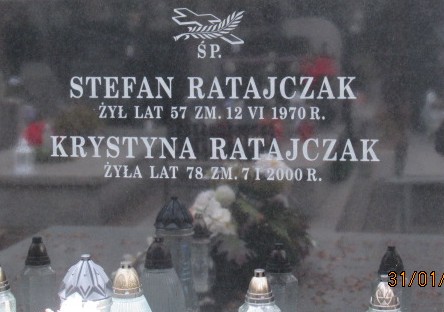 ŚP.
STEFAN RATAJCZAK
ŻYŁ LAT 57 ZM. 12 VI 1970 R.
KRYSTYNA RATAJCZAK
ŻYŁA LAT 78 ZM. 7 I 2000 R.
31/01/